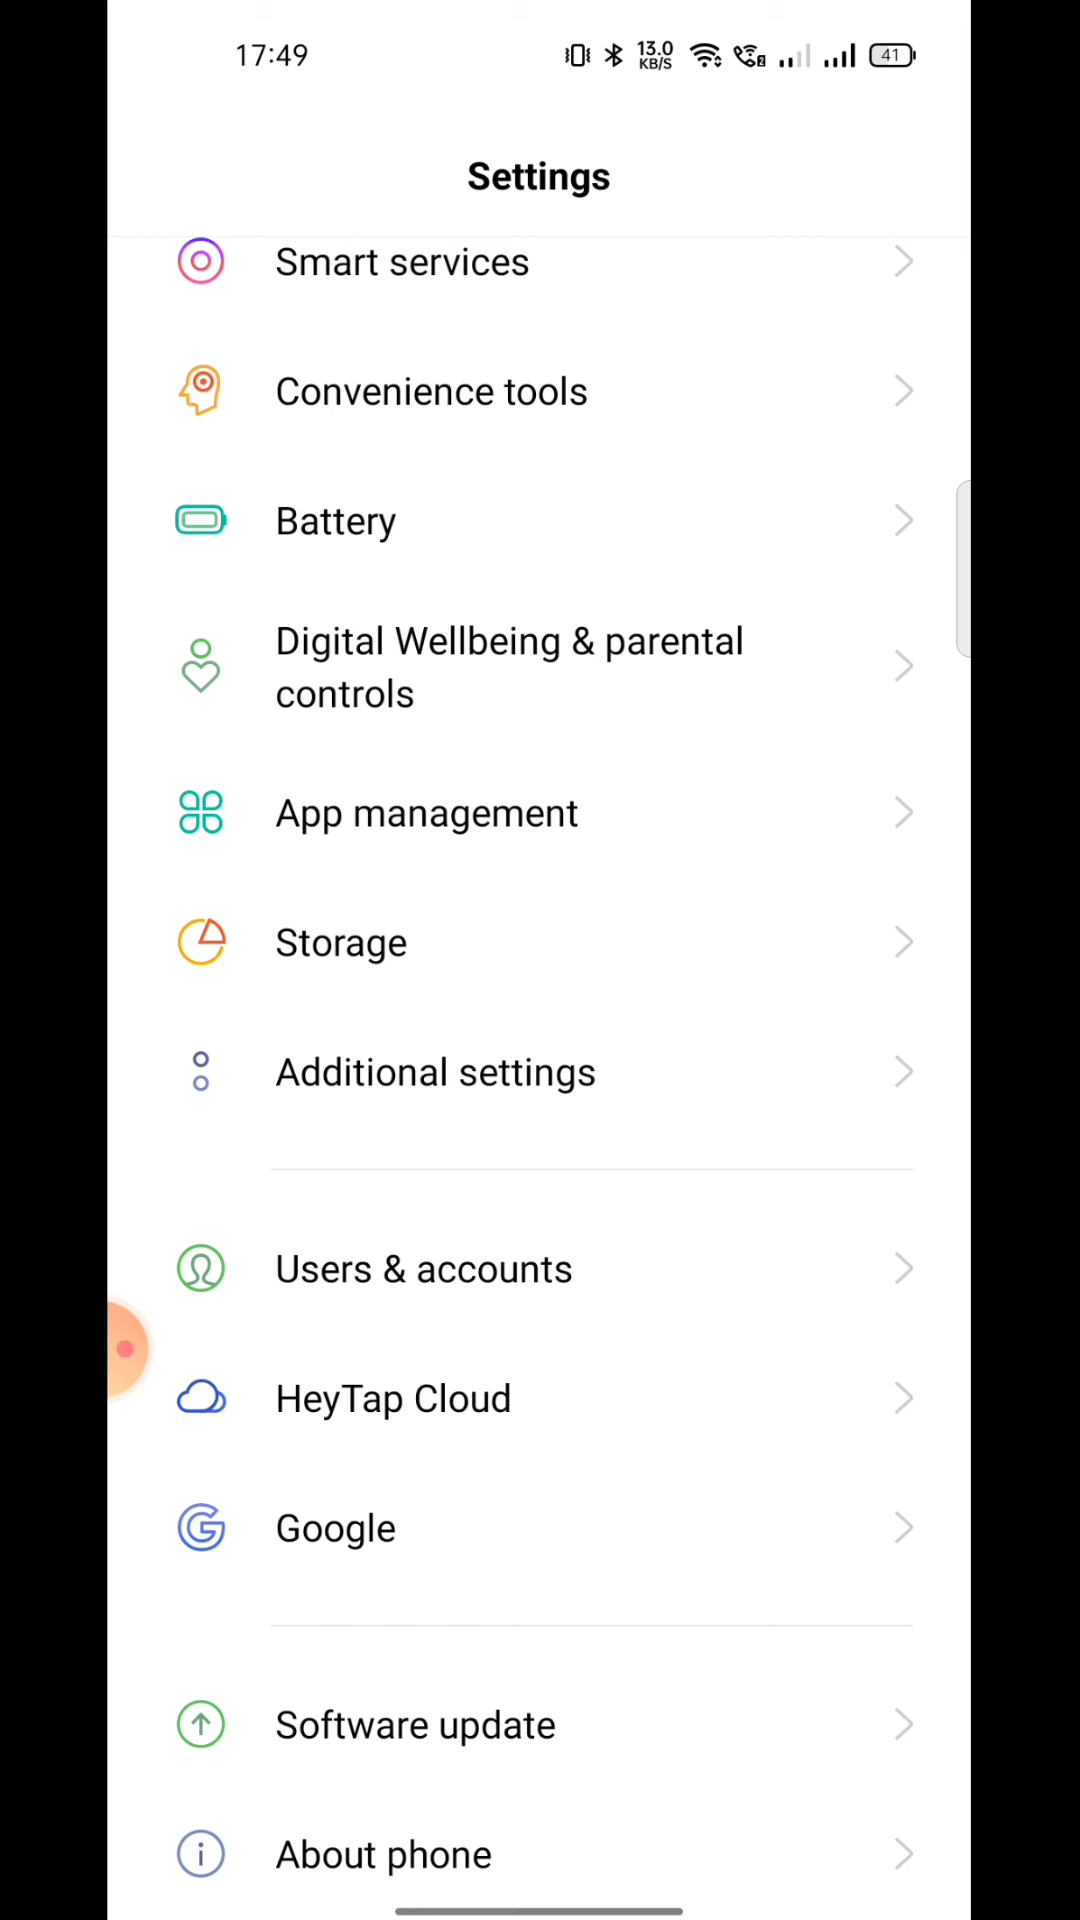 17:49
13.0
KB/S
41
Settings
Smart services
Convenience tools
Battery
Digital Wellbeing & parental
controls
App management
Storage
Additional settings
Users & accounts
HeyTap Cloud
Google
Software update
About phone